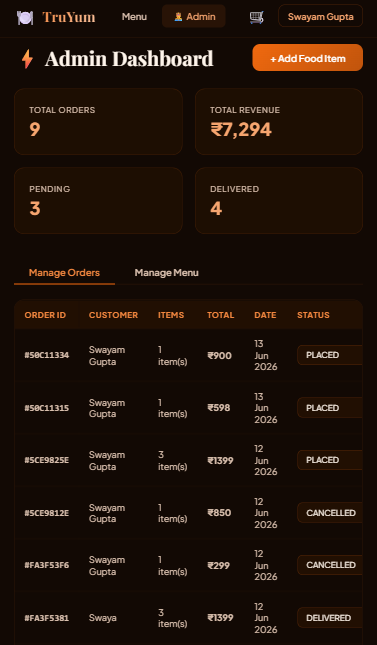 TruYum Menu Admin Swayam Gupta
Admin Dashboard + Add Food Item
TOTAL ORDERS
9
TOTAL REVENUE
₹7,294
PENDING
3
DELIVERED
4
Manage Orders Manage Menu
ORDER ID CUSTOMER ITEMS TOTAL DATE STATUS
#50C11334 Swayam Gupta 1 item(s) ₹900 13 Jun 2026 PLACED
#50C11315 Swayam Gupta 1 item(s) ₹598 13 Jun 2026 PLACED
#5CE9825E Swayam Gupta 3 item(s) ₹1399 12 Jun 2026 PLACED
#5CE9812E Swayam Gupta 1 item(s) ₹850 12 Jun 2026 CANCELLED
#FA3F53F6 Swayam Gupta 1 item(s) ₹299 12 Jun 2026 CANCELLED
#FA3F5381 Swaya 3 item(s) ₹1399 12 Jun 2026 DELIVERED